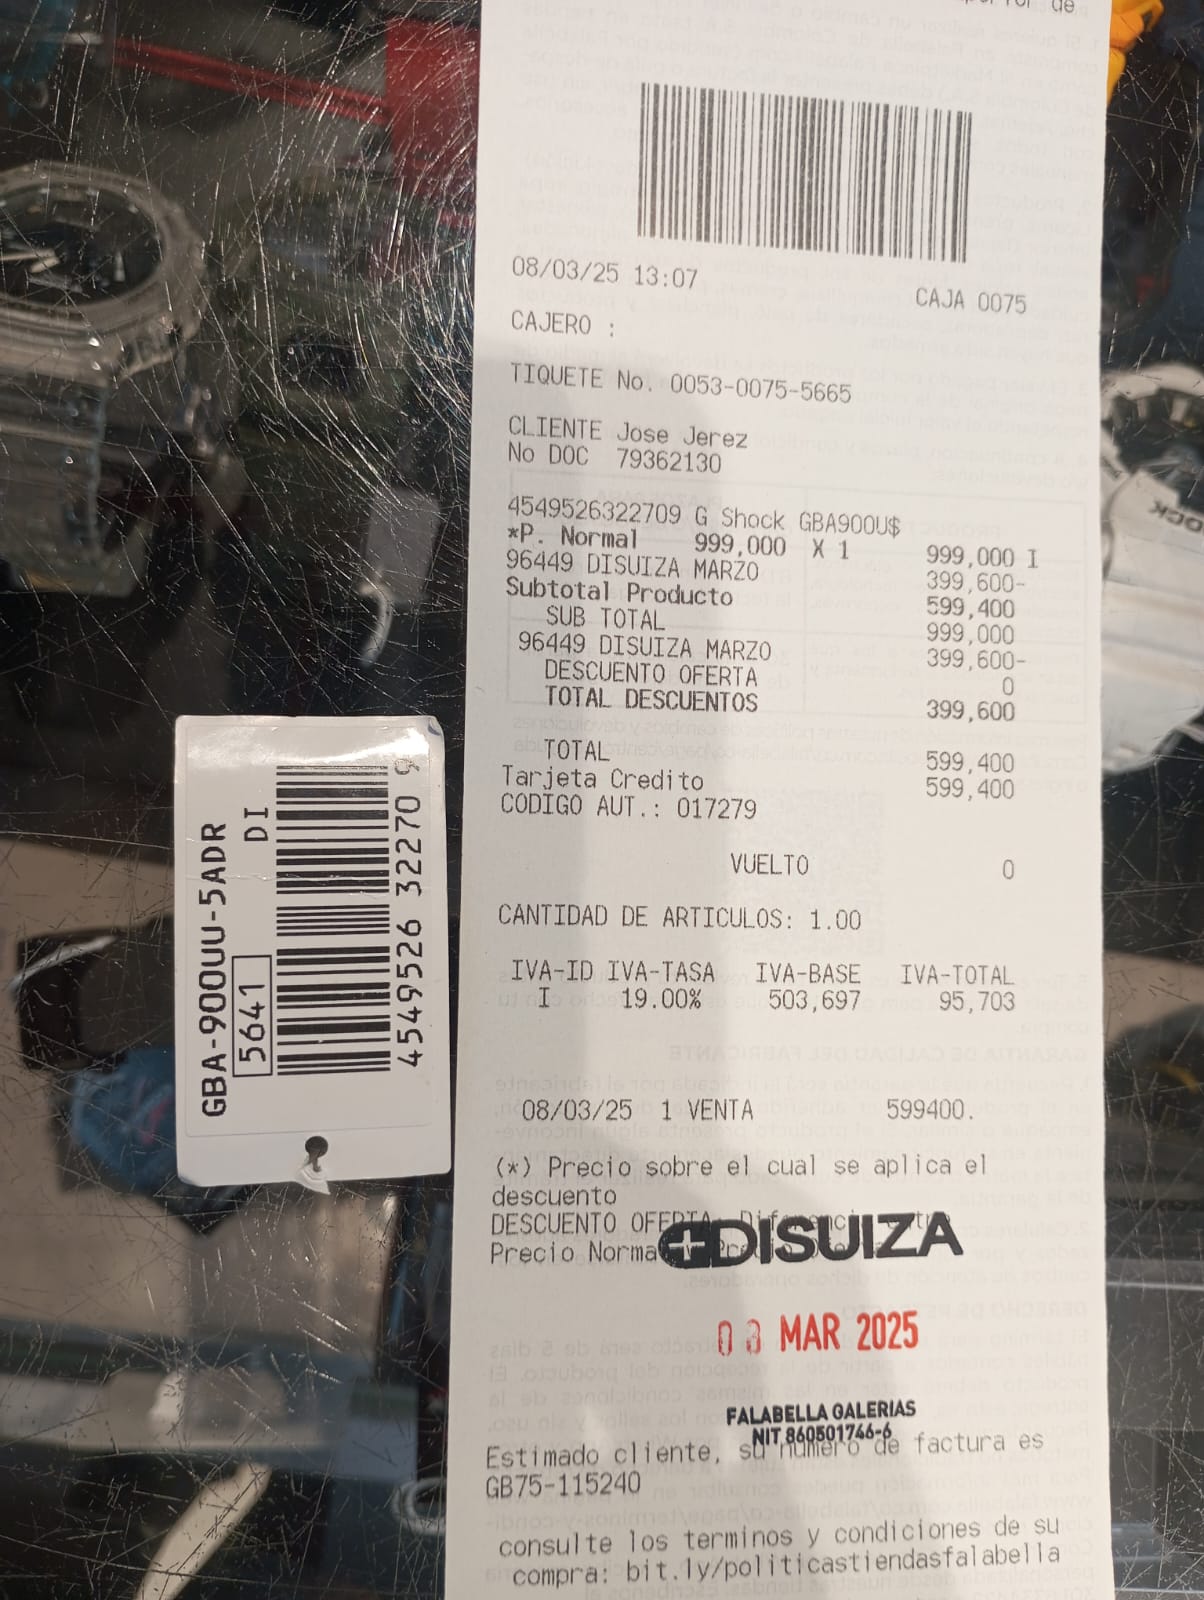 08/03/25 13:07 CAJA 0075
CAJERO :
TIQUETE No. 0053-0075-5665
CLIENTE Jose Jerez
No DOC 79362130
4549526322709 G Shock GBA900U$
*P. Normal 999,000 X 1 999,000 I
96449 DISUIZA MARZO 399,600-
Subtotal Producto 599,400
SUB TOTAL 999,000
96449 DISUIZA MARZO 399,600-
DESCUENTO OFERTA 0
TOTAL DESCUENTOS 399,600
TOTAL 599,400
Tarjeta Credito 599,400
CODIGO AUT.: 017279
VUELTO 0
CANTIDAD DE ARTICULOS: 1.00
IVA-ID IVA-TASA IVA-BASE IVA-TOTAL
I 19.00% 503,697 95,703
08/03/25 1 VENTA 599400.
(*) Precio sobre el cual se aplica el
descuento
DESCUENTO OFERTA
Precio
DISUIZA
08 MAR 2025
FALABELLA GALERIAS
NIT 860501746-6
Estimado cliente, su numero de factura es
GB75-115240
consulte los terminos y condiciones de su
compra: bit.ly/politicastiendasfalabella
GBA-900UU-5ADR
5641 DI
4549526 32270 9